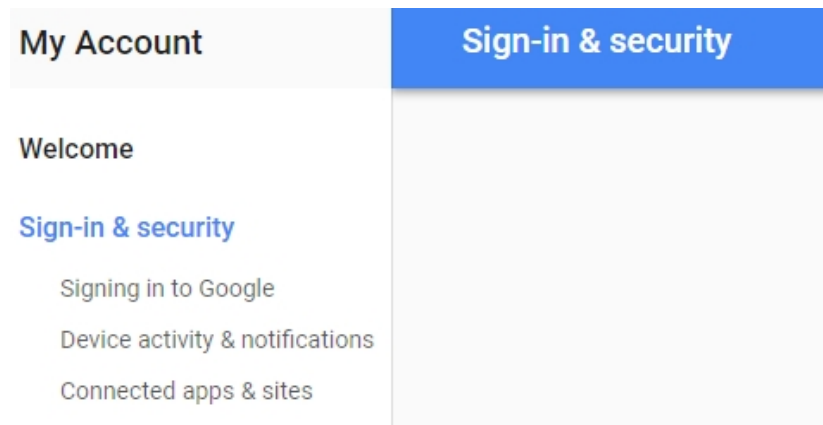 My Account
Sign-in & security
Welcome
Sign-in & security
Signing in to Google
Device activity & notifications
Connected apps & sites